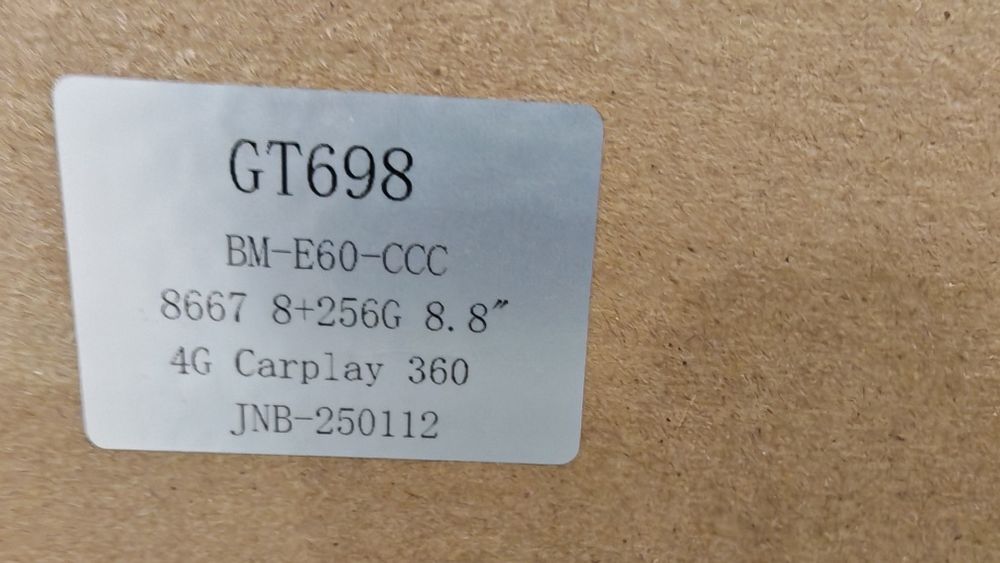 GT698
BM-E60-CCC
8667 8+256G 8.8″
4G Carplay 360
JNB-250112